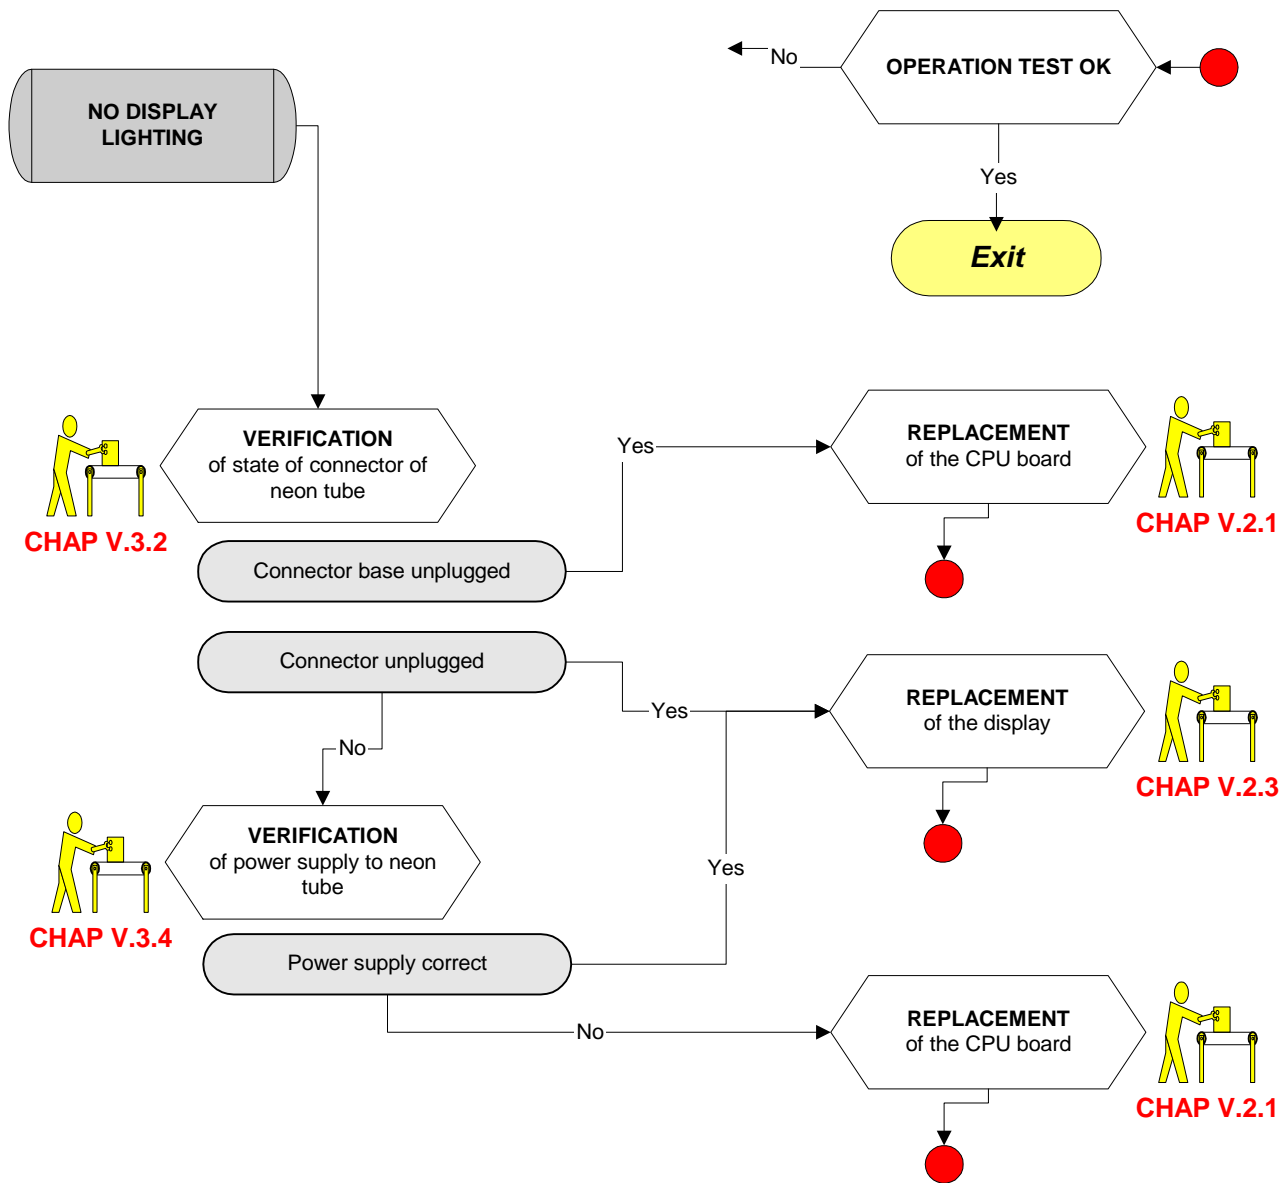 NO DISPLAY
LIGHTING
No
OPERATION TEST OK
Yes
Exit
VERIFICATION
of state of connector of
neon tube
CHAP V.3.2
Connector base unplugged
Yes
REPLACEMENT
of the CPU board
CHAP V.2.1
Connector unplugged
Yes
No
REPLACEMENT
of the display
CHAP V.2.3
VERIFICATION
of power supply to neon
tube
CHAP V.3.4
Yes
Power supply correct
No
REPLACEMENT
of the CPU board
CHAP V.2.1